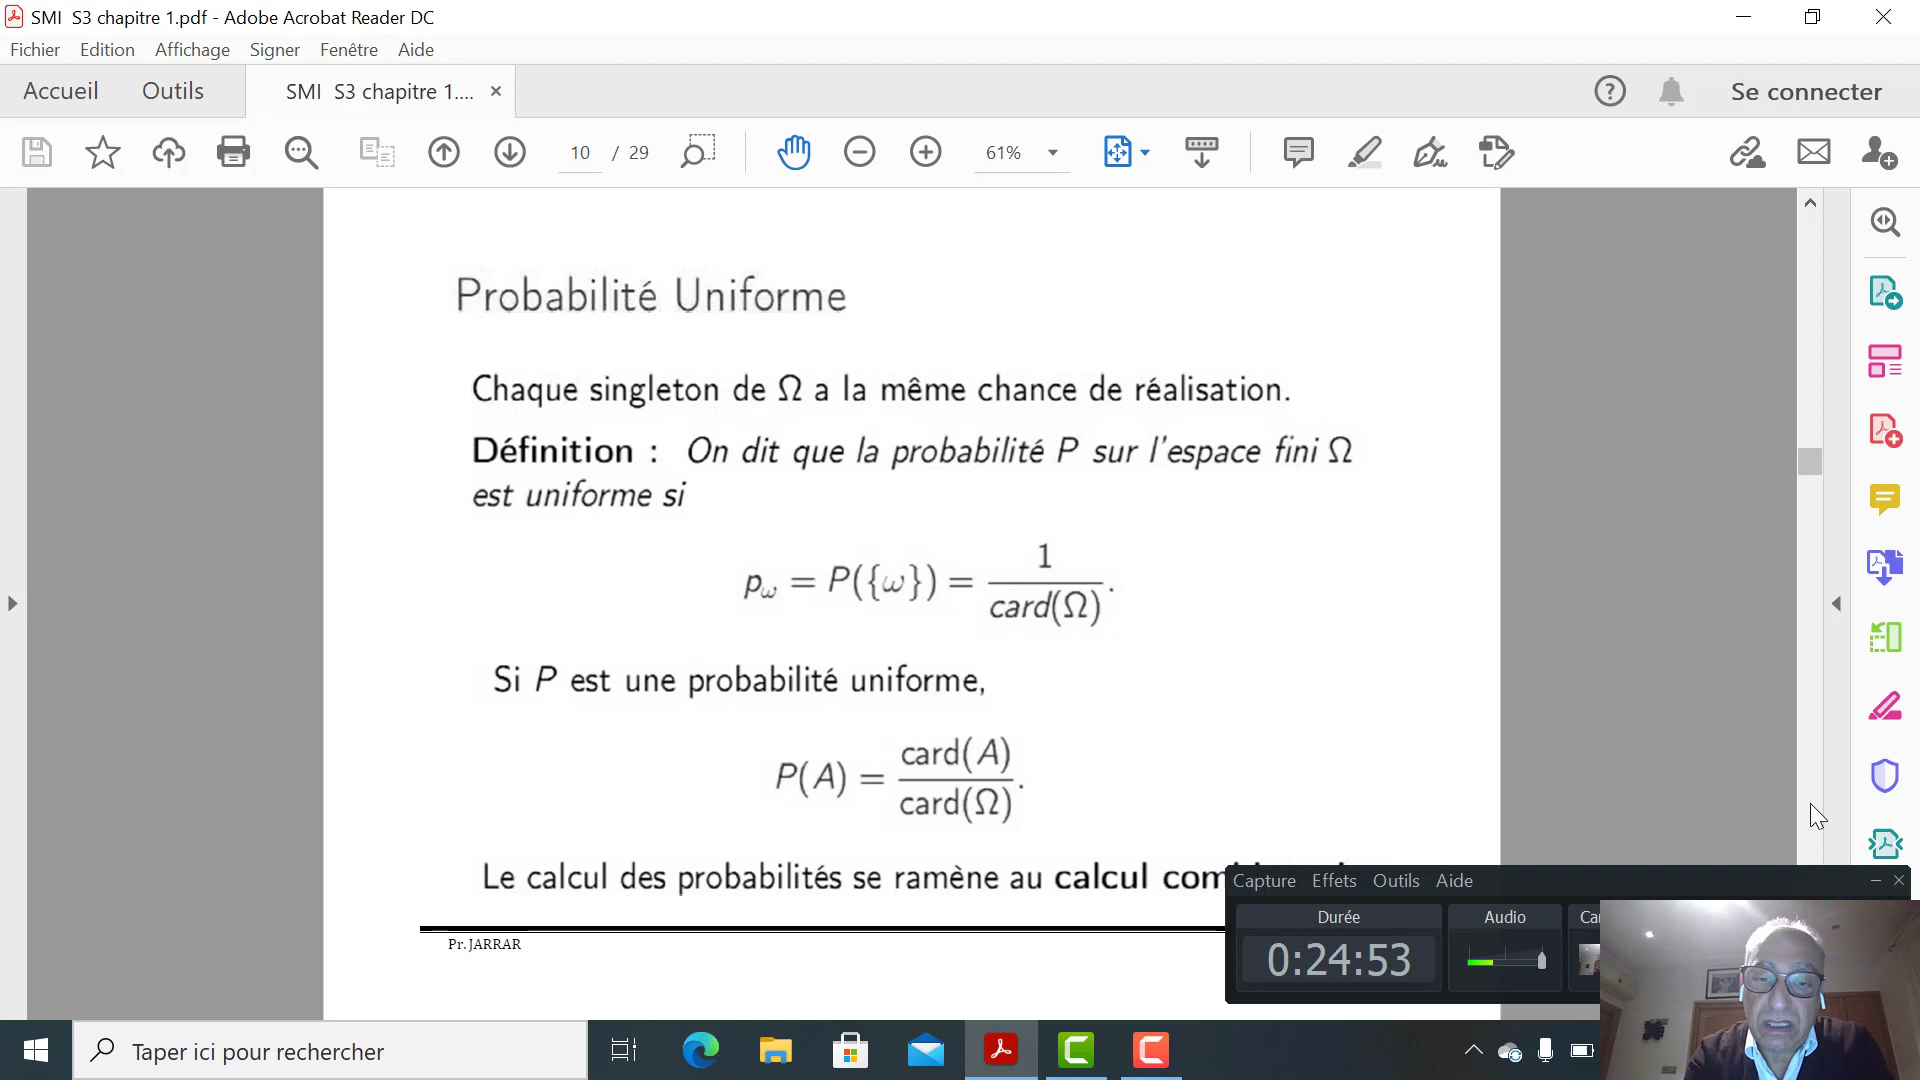 SMI S3 chapitre 1.pdf - Adobe Acrobat Reader DC
Fichier Edition Affichage Signer Fenêtre Aide
Accueil Outils SMI S3 chapitre 1.... × Se connecter
10 / 29 61%
Probabilité Uniforme
Chaque singleton de Ω a la même chance de réalisation.
Définition : On dit que la probabilité P sur l'espace fini Ω
est uniforme si
p_ω = P({ω}) = 1 / card(Ω) .
Si P est une probabilité uniforme,
P(A) = card(A) / card(Ω) .
Le calcul des probabilités se ramène au calcul
Pr.JARRAR
Capture Effets Outils Aide
Durée Audio
0:24:53
Taper ici pour rechercher